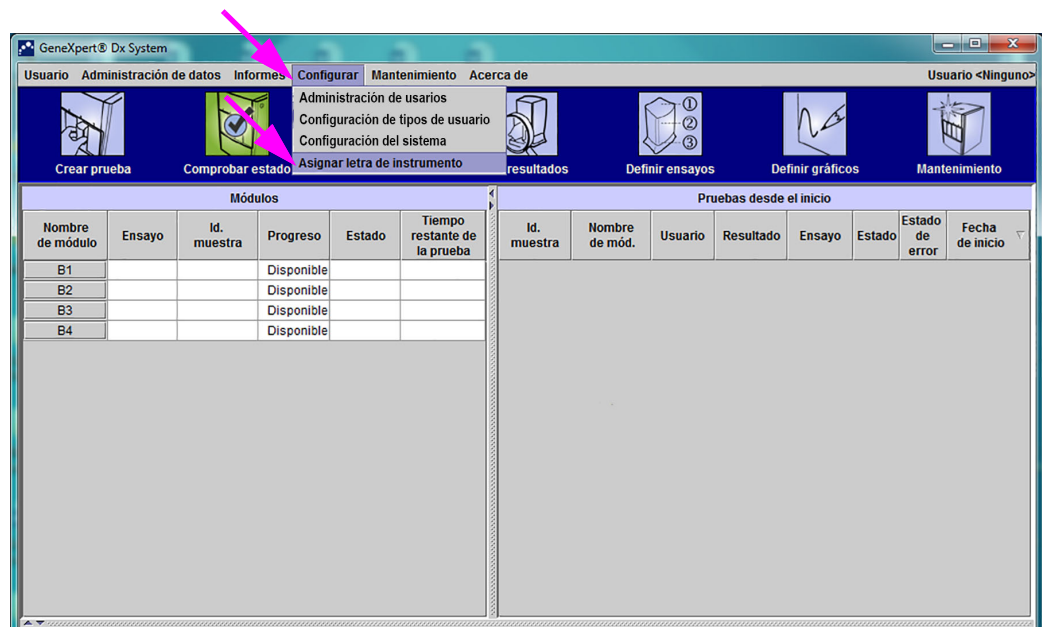 GeneXpert® Dx System
Usuario Administración de datos Informes Configurar Mantenimiento Acerca de Usuario <Ninguno>
Administración de usarios
Configuración de tipos de usuario
Configuración del sistema
Asignar letra de instrumento
Crear prueba Comprobar estado resultados Definir ensayos Definir gráficos Mantenimiento
Módulos
Nombre de módulo Ensayo Id. muestra Progreso Estado Tiempo restante de la prueba
B1 Disponible
B2 Disponible
B3 Disponible
B4 Disponible
Pruebas desde el inicio
Id. muestra Nombre de mód. Usuario Resultado Ensayo Estado Estado de error Fecha de inicio